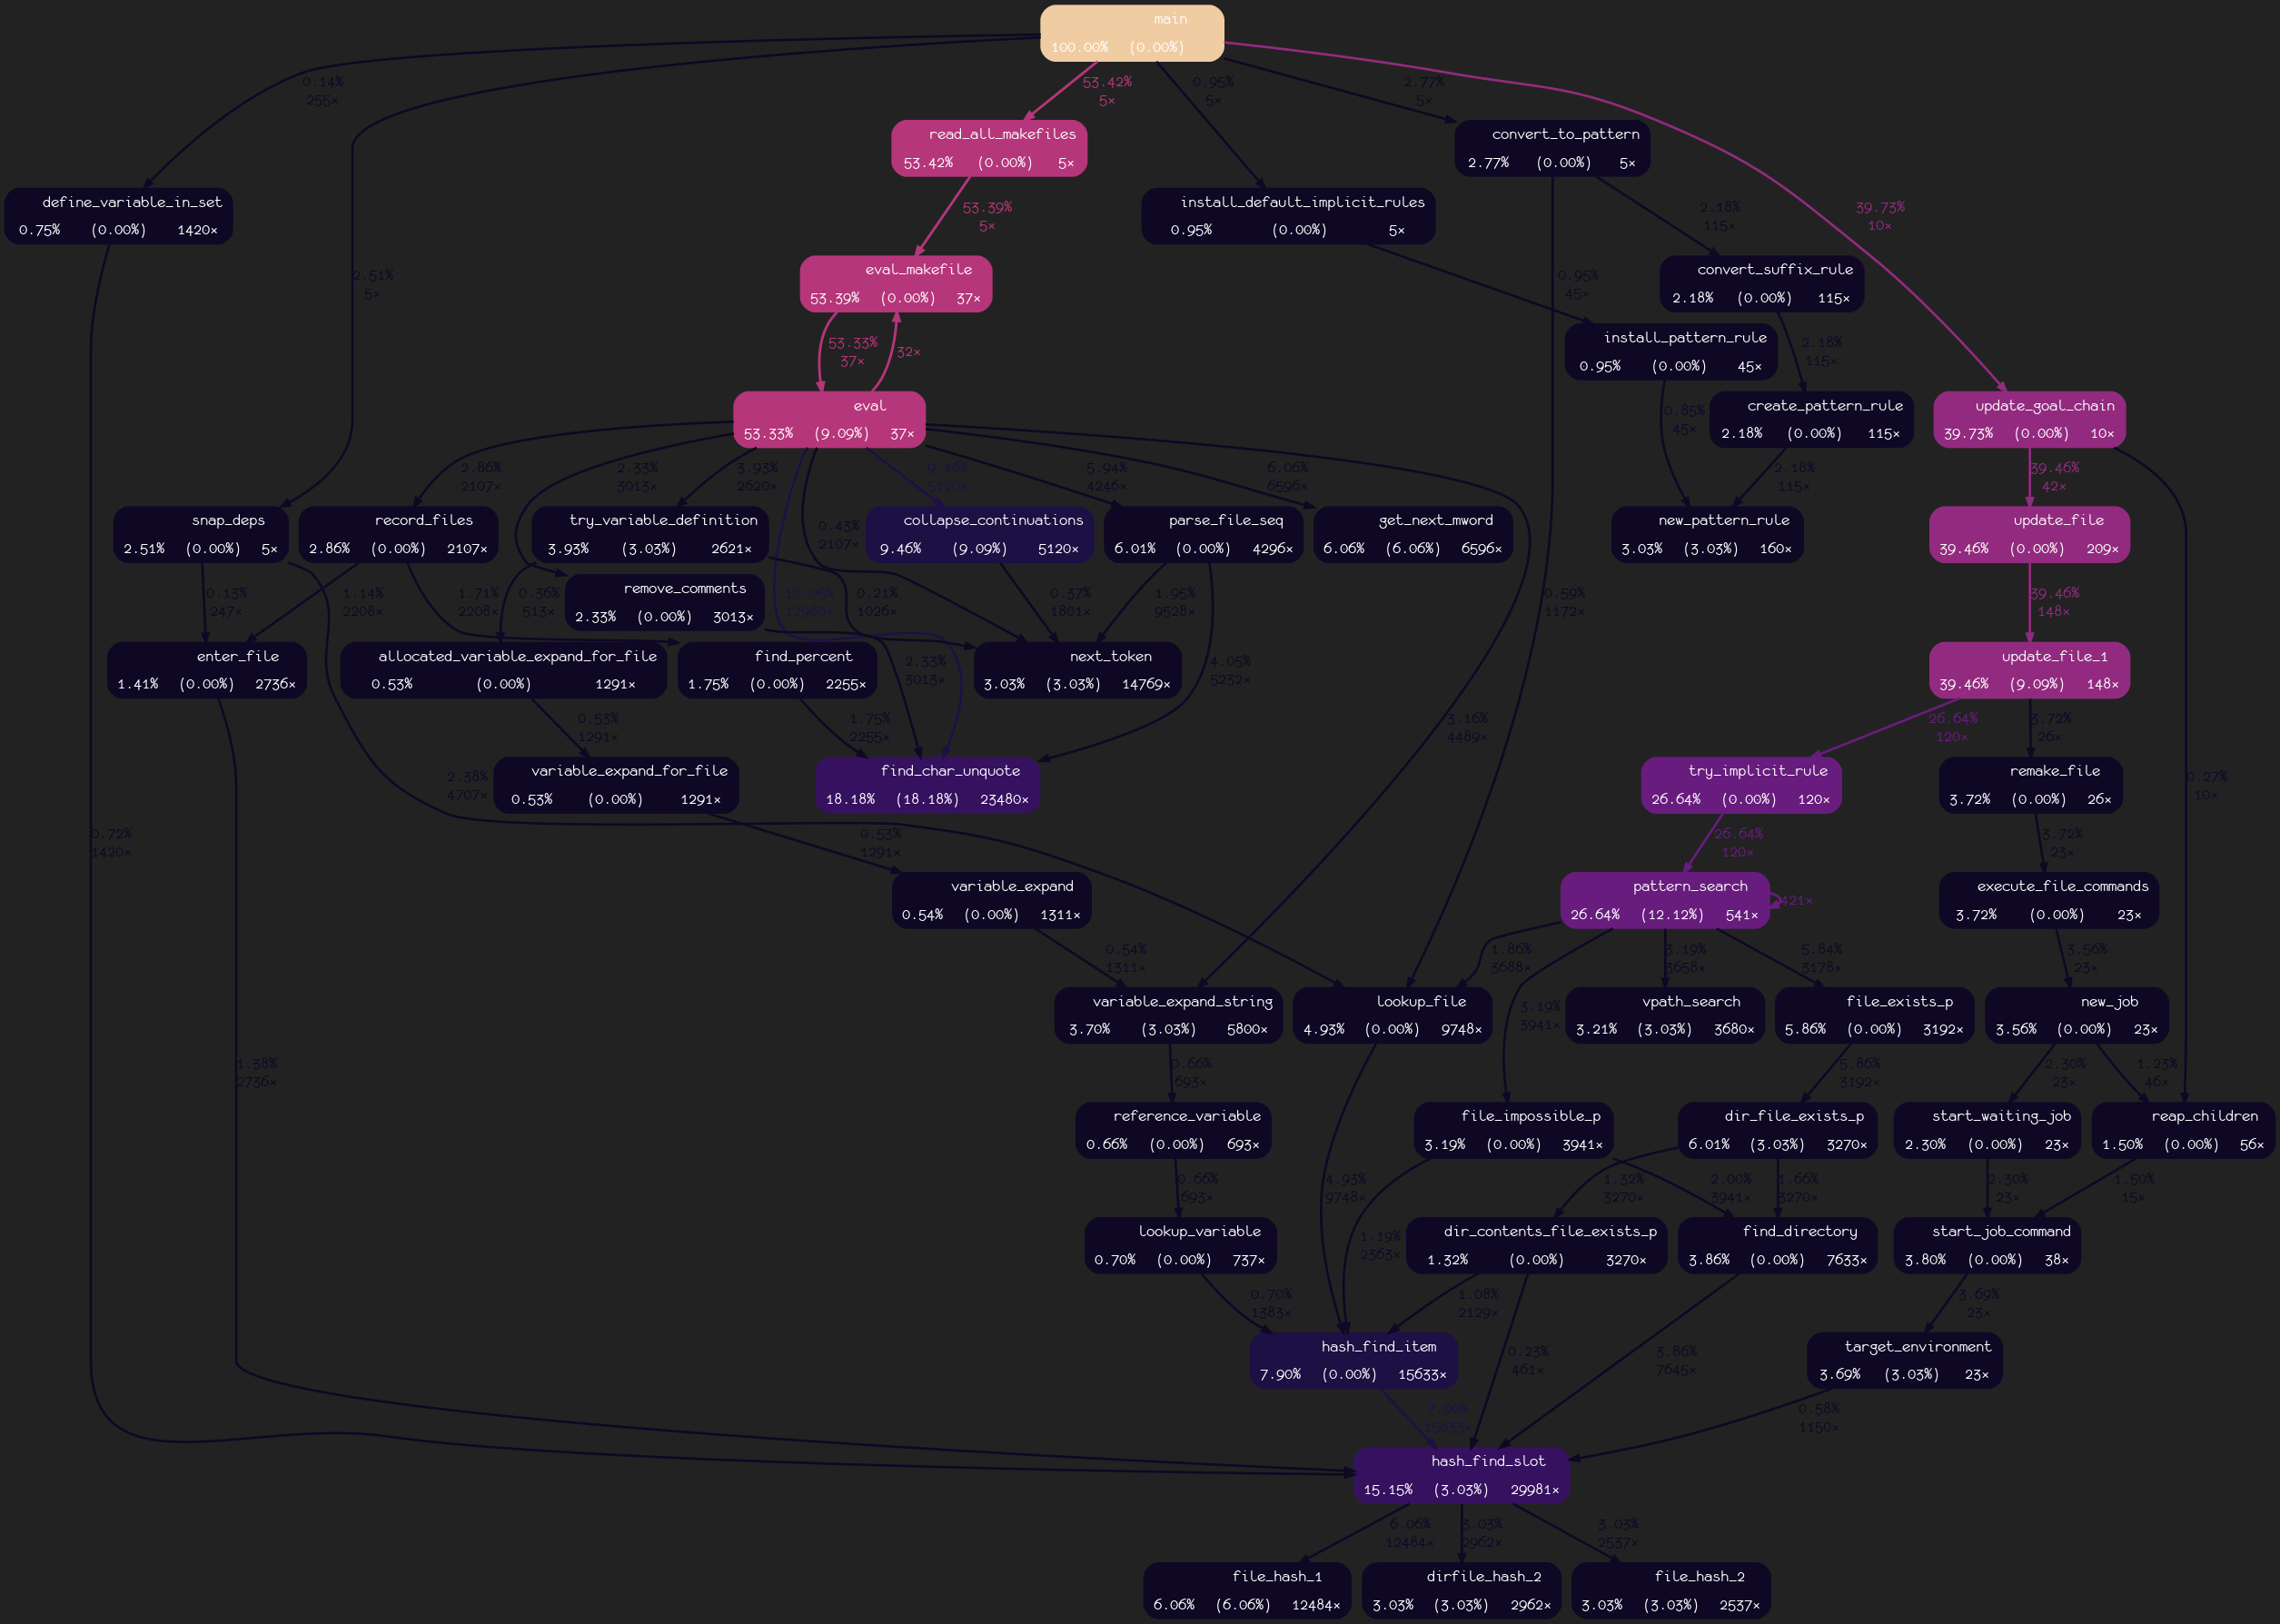 main
100.00% (0.00%)
0.14%
255×
53.42%
5×
0.95%
5×
2.77%
5×
read_all_makefiles
53.42% (0.00%) 5×
convert_to_pattern
2.77% (0.00%) 5×
define_variable_in_set
0.75% (0.00%) 1420×
53.39%
5×
install_default_implicit_rules
0.95% (0.00%) 5×
2.18%
115×
39.73%
10×
2.51%
5×
eval_makefile
53.39% (0.00%) 37×
0.95%
45×
convert_suffix_rule
2.18% (0.00%) 115×
53.33%
37×
32×
install_pattern_rule
0.95% (0.00%) 45×
2.18%
115×
eval
53.33% (9.09%) 37×
0.85%
45×
create_pattern_rule
2.18% (0.00%) 115×
update_goal_chain
39.73% (0.00%) 10×
2.86%
2107×
2.33%
3013×
3.93%
2620×
9.46%
5120×
5.94%
4246×
6.06%
6596×
2.18%
115×
39.46%
42×
snap_deps
2.51% (0.00%) 5×
record_files
2.86% (0.00%) 2107×
try_variable_definition
3.93% (3.03%) 2621×
0.43%
2107×
collapse_continuations
9.46% (9.09%) 5120×
parse_file_seq
6.01% (0.00%) 4296×
get_next_mword
6.06% (6.06%) 6596×
new_pattern_rule
3.03% (3.03%) 160×
update_file
39.46% (0.00%) 209×
0.13%
247×
1.14%
2208×
1.71%
2208×
0.36%
513×
remove_comments
2.33% (0.00%) 3013×
10.05%
12980×
0.21%
1026×
0.37%
1801×
1.95%
9528×
0.59%
1172×
39.46%
148×
enter_file
1.41% (0.00%) 2736×
allocated_variable_expand_for_file
0.53% (0.00%) 1291×
find_percent
1.75% (0.00%) 2255×
2.33%
3013×
next_token
3.03% (3.03%) 14769×
4.05%
5232×
update_file_1
39.46% (9.09%) 148×
0.53%
1291×
1.75%
2255×
3.16%
4489×
26.64%
120×
3.72%
26×
2.38%
4707×
variable_expand_for_file
0.53% (0.00%) 1291×
find_char_unquote
18.18% (18.18%) 23480×
try_implicit_rule
26.64% (0.00%) 120×
remake_file
3.72% (0.00%) 26×
0.27%
10×
0.72%
1420×
0.53%
1291×
26.64%
120×
3.72%
23×
variable_expand
0.54% (0.00%) 1311×
pattern_search
26.64% (12.12%) 541×
421×
execute_file_commands
3.72% (0.00%) 23×
0.54%
1311×
1.86%
3688×
3.19%
3658×
5.84%
3178×
3.56%
23×
variable_expand_string
3.70% (3.03%) 5800×
lookup_file
4.93% (0.00%) 9748×
3.19%
3941×
vpath_search
3.21% (3.03%) 3680×
file_exists_p
5.86% (0.00%) 3192×
new_job
3.56% (0.00%) 23×
1.38%
2736×
0.66%
693×
5.86%
3192×
2.30%
23×
1.23%
46×
reference_variable
0.66% (0.00%) 693×
file_impossible_p
3.19% (0.00%) 3941×
dir_file_exists_p
6.01% (3.03%) 3270×
start_waiting_job
2.30% (0.00%) 23×
reap_children
1.50% (0.00%) 56×
0.66%
693×
4.93%
9748×
1.32%
3270×
2.00%
3941×
1.66%
3270×
2.30%
23×
1.50%
15×
lookup_variable
0.70% (0.00%) 737×
1.19%
2363×
dir_contents_file_exists_p
1.32% (0.00%) 3270×
find_directory
3.86% (0.00%) 7633×
start_job_command
3.80% (0.00%) 38×
0.70%
1383×
1.08%
2129×
3.69%
23×
hash_find_item
7.90% (0.00%) 15633×
0.23%
461×
3.86%
7645×
target_environment
3.69% (3.03%) 23×
7.90%
15633×
0.58%
1150×
hash_find_slot
15.15% (3.03%) 29981×
6.06%
12484×
3.03%
2962×
3.03%
2537×
file_hash_1
6.06% (6.06%) 12484×
dirfile_hash_2
3.03% (3.03%) 2962×
file_hash_2
3.03% (3.03%) 2537×